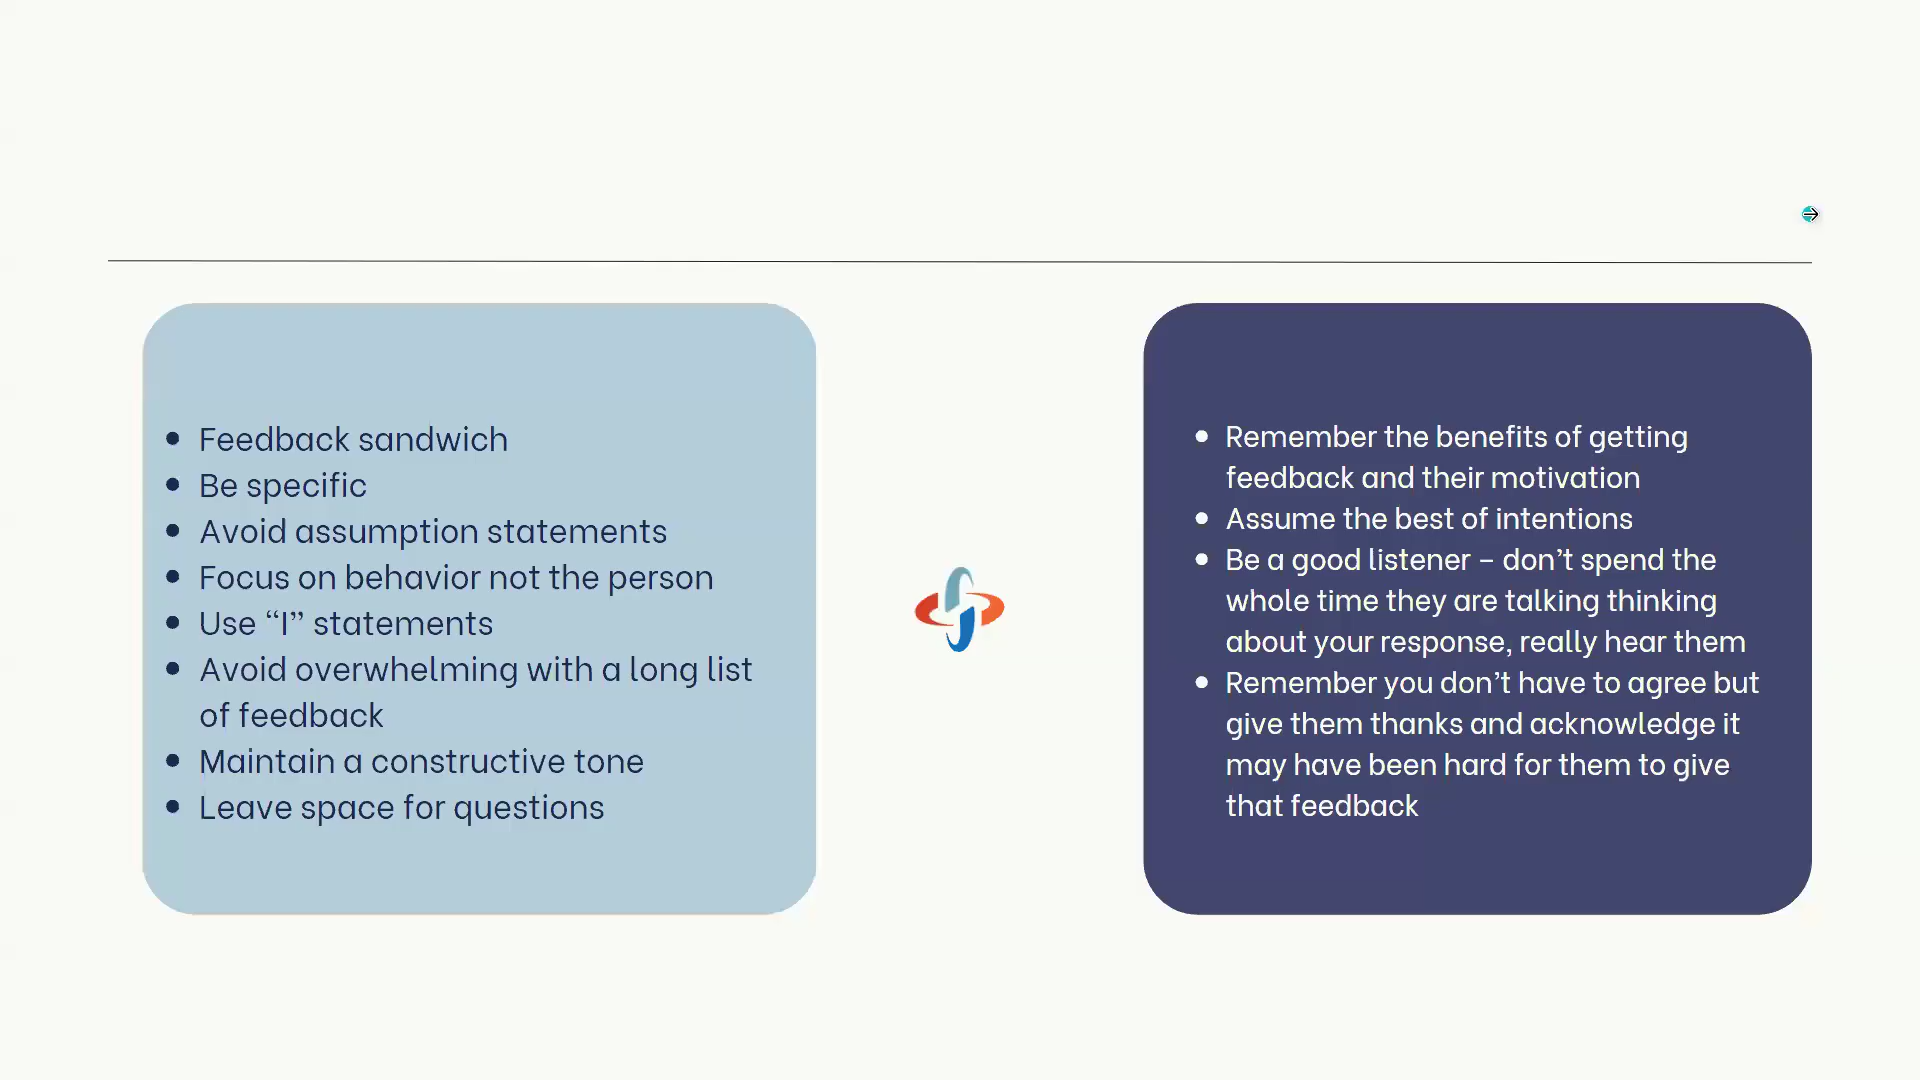 • Feedback sandwich
• Be specific
• Avoid assumption statements
• Focus on behavior not the person
• Use “I” statements
• Avoid overwhelming with a long list
of feedback
• Maintain a constructive tone
• Leave space for questions
• Remember the benefits of getting
feedback and their motivation
• Assume the best of intentions
• Be a good listener – don’t spend the
whole time they are talking thinking
about your response, really hear them
• Remember you don’t have to agree but
give them thanks and acknowledge it
may have been hard for them to give
that feedback